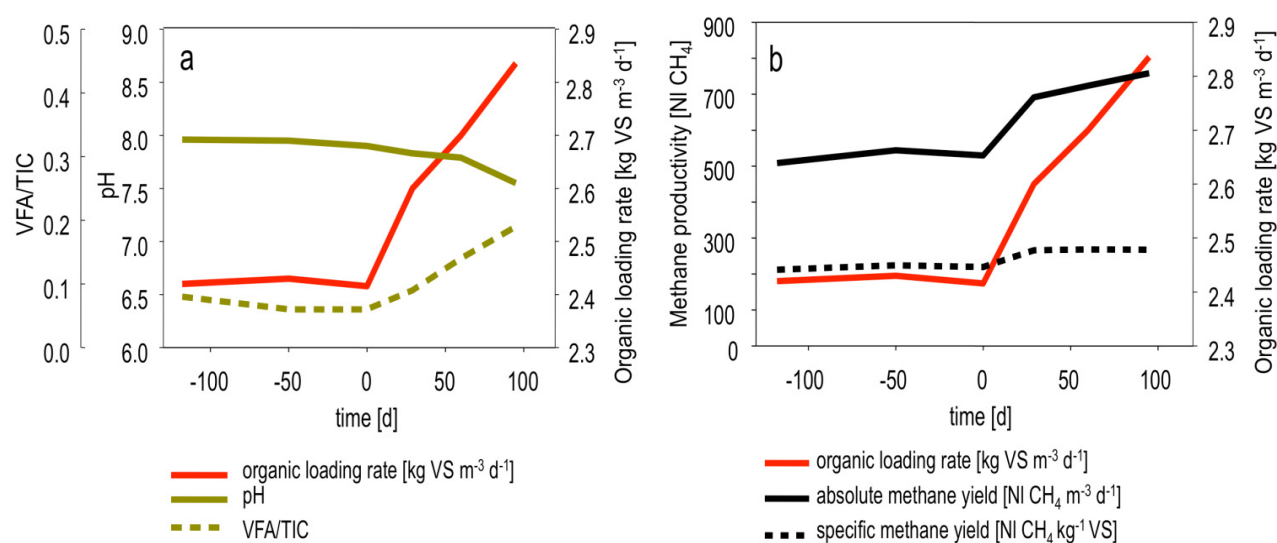 a
VFA/TIC
0.5
0.4
0.3
0.2
0.1
0.0
pH
9.0
8.5
8.0
7.5
7.0
6.5
6.0
Organic loading rate [kg VS m⁻³ d⁻¹]
2.9
2.8
2.7
2.6
2.5
2.4
2.3
-100 -50 0 50 100
time [d]
organic loading rate [kg VS m⁻³ d⁻¹]
pH
VFA/TIC
b
Methane productivity [Nl CH₄]
900
700
500
300
100
0
Organic loading rate [kg VS m⁻³ d⁻¹]
2.9
2.8
2.7
2.6
2.5
2.4
2.3
-100 -50 0 50 100
time [d]
organic loading rate [kg VS m⁻³ d⁻¹]
absolute methane yield [Nl CH₄ m⁻³ d⁻¹]
specific methane yield [Nl CH₄ kg⁻¹ VS]